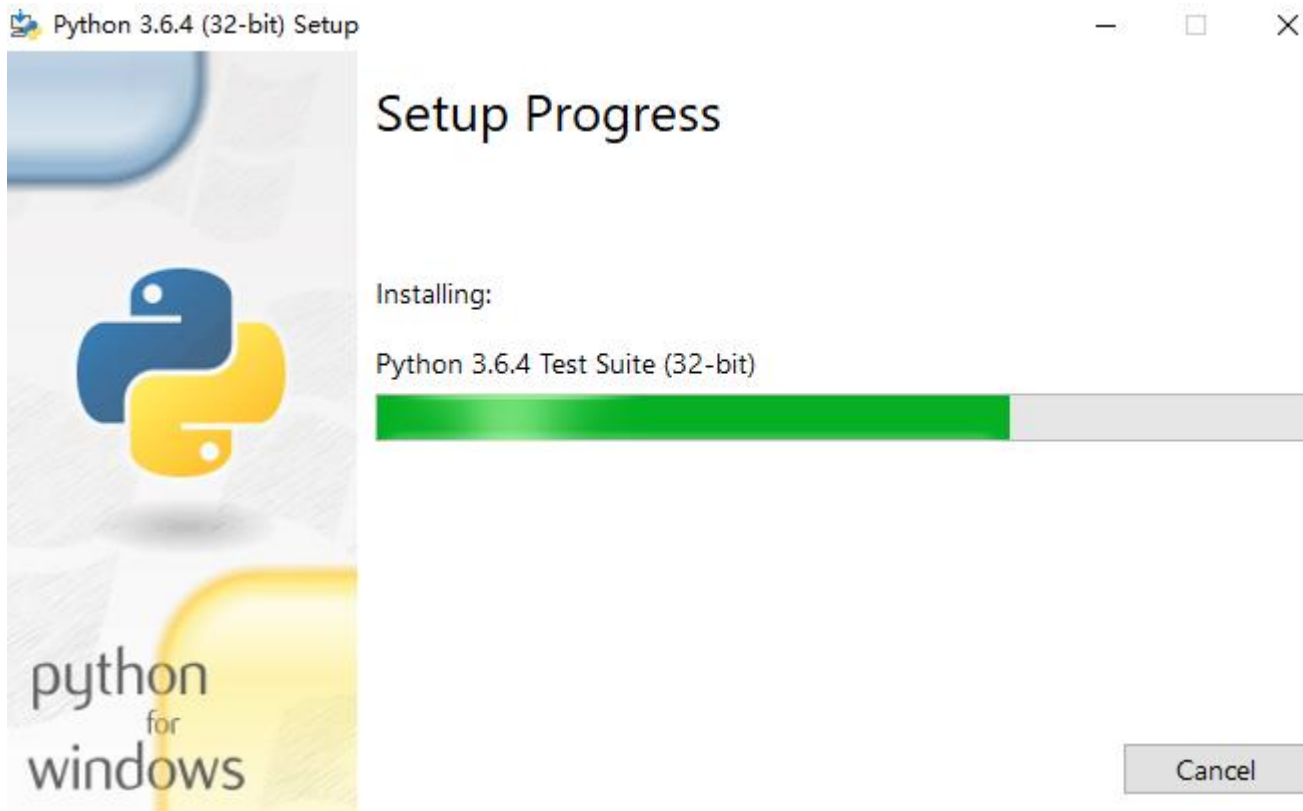 Python 3.6.4 (32-bit) Setup
Setup Progress
Installing:
Python 3.6.4 Test Suite (32-bit)
python
for
windows
Cancel